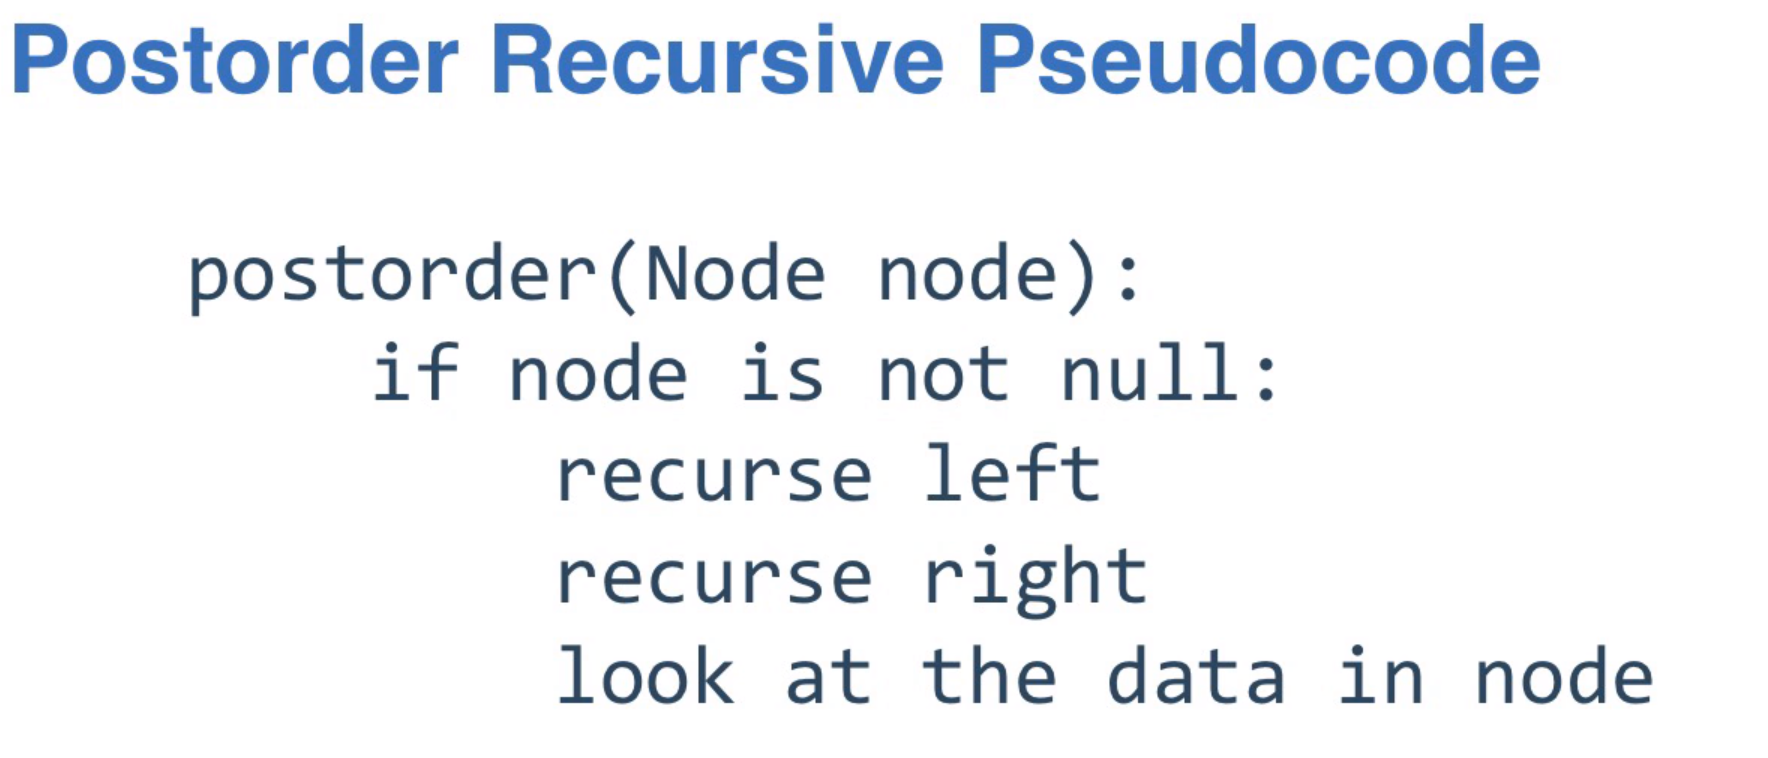 Postorder Recursive Pseudocode
postorder(Node node):
if node is not null:
recurse left
recurse right
look at the data in node